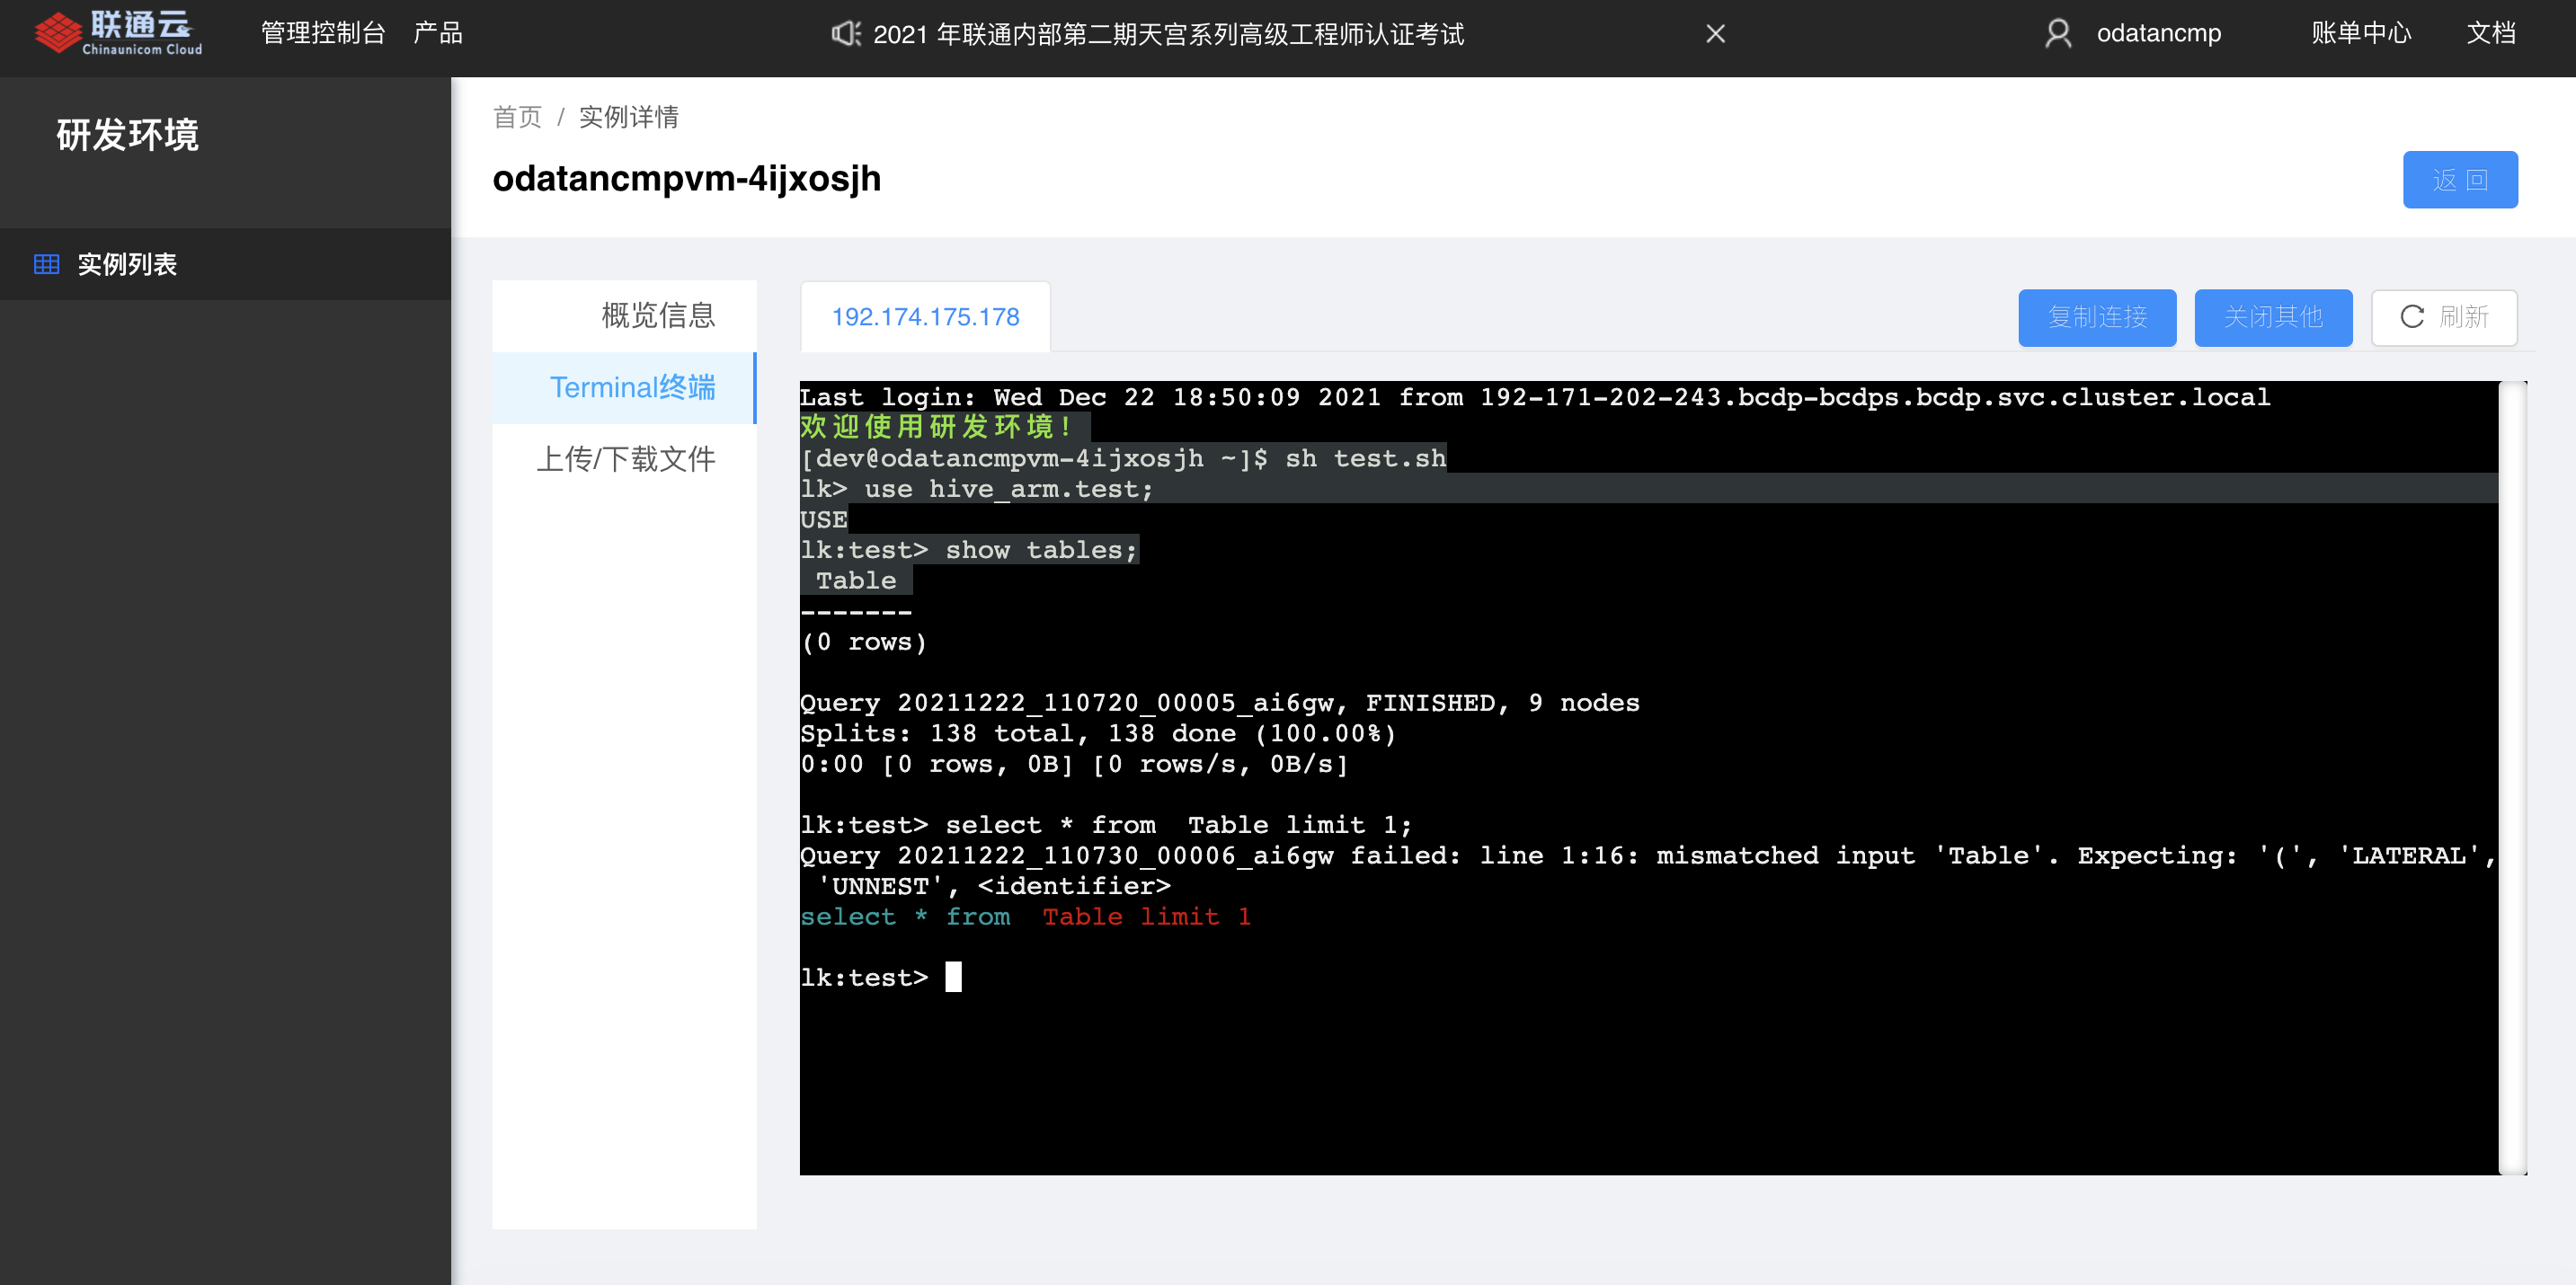 联通云
Chinaunicom Cloud
管理控制台 产品
2021 年联通内部第二期天宫系列高级工程师认证考试
odatancmp
账单中心
文档
研发环境
实例列表
首页 / 实例详情
odatancmpvm-4ijxosjh
返 回
概览信息
Terminal终端
上传/下载文件
192.174.175.178
复制连接
关闭其他
刷新
Last login: Wed Dec 22 18:50:09 2021 from 192-171-202-243.bcdp-bcdps.bcdp.svc.cluster.local
欢迎使用研发环境!
[dev@odatancmpvm-4ijxosjh ~]$ sh test.sh
lk> use hive_arm.test;
USE
lk:test> show tables;
Table
-------
(0 rows)
Query 20211222_110720_00005_ai6gw, FINISHED, 9 nodes
Splits: 138 total, 138 done (100.00%)
0:00 [0 rows, 0B] [0 rows/s, 0B/s]
lk:test> select * from  Table limit 1;
Query 20211222_110730_00006_ai6gw failed: line 1:16: mismatched input 'Table'. Expecting: '(', 'LATERAL',
'UNNEST', <identifier>
select * from  Table limit 1
lk:test>